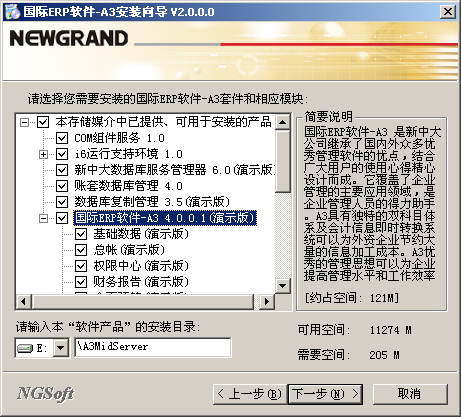 国际ERP软件-A3安装向导 V2.0.0.0
NEWGRAND
请选择您需要安装的国际ERP软件-A3套件和相应模块:
本存储媒介中已提供、可用于安装的产品
COM组件服务 1.0
i6运行支持环境 1.0
新中大数据库服务管理器 6.0(演示版)
账套数据库管理 4.0
数据库复制管理 3.5(演示版)
国际ERP软件-A3 4.0.0.1(演示版)
基础数据(演示版)
总帐(演示版)
权限中心(演示版)
财务报告(演示版)
简要说明
国际ERP软件-A3 是新中大
公司继承了国内外众多优
秀管理软件的优点，结合
广大用户的使用心得精心
设计而成。它覆盖了企业
管理的主要应用领域，是
企业管理人员的得力助手
。A3具有独特的双科目体
系及会计信息即时转换系
统可以为外资企业节约大
量的信息加工成本。A3优
秀的管理思想可以为企业
提高管理水平和工作效率
[约占空间: 121M]
请输入本“软件产品”的安装目录:
E:
\A3MidServer
可用空间: 11274 M
需要空间: 205 M
NGSoft
〈上一步(B)
下一步(N)〉
取消